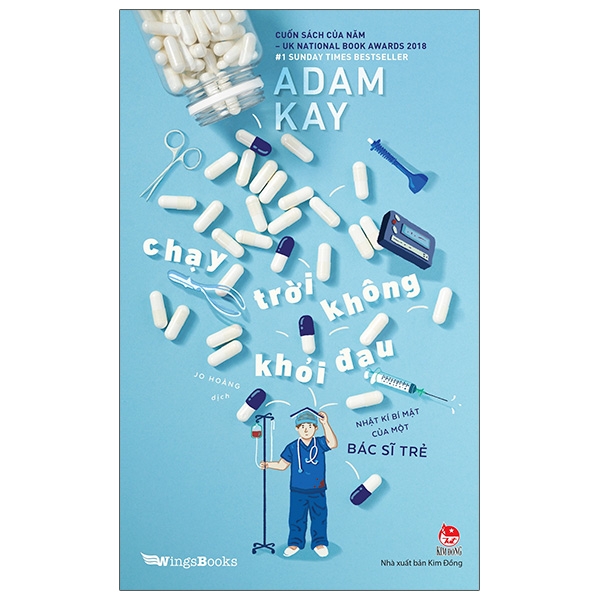 CUỐN SÁCH CỦA NĂM
– UK NATIONAL BOOK AWARDS 2018
#1 SUNDAY TIMES BESTSELLER
ADAM
KAY
chạy
trời
không
khỏi đau
JO HOÀNG
dịch
NHẬT KÍ BÍ MẬT
CỦA MỘT
BÁC SĨ TRẺ
WingsBooks
KIM ĐỒNG
Nhà xuất bản Kim Đồng